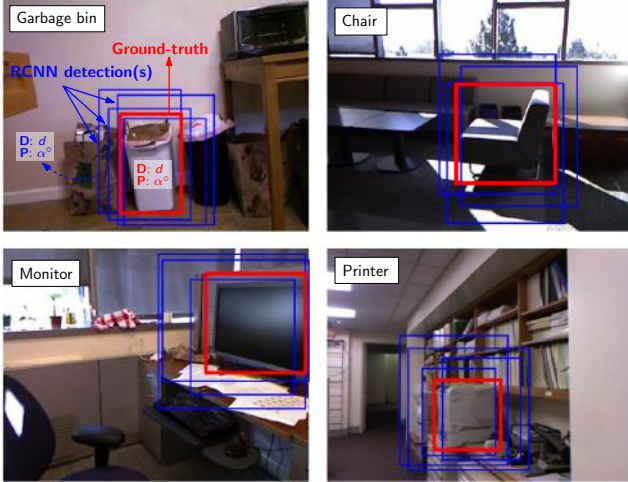 Garbage bin
Ground-truth
RCNN detection(s)
D: d
P: α°
D: d
P: α°
Chair
Monitor
Printer